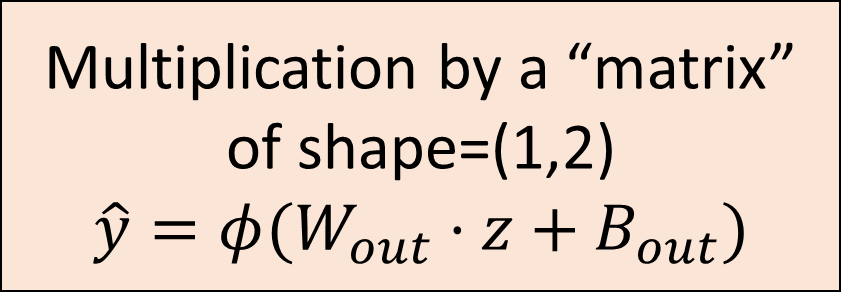 Multiplication by a “matrix”
of shape=(1,2)
ŷ = ϕ(W_out · z + B_out)